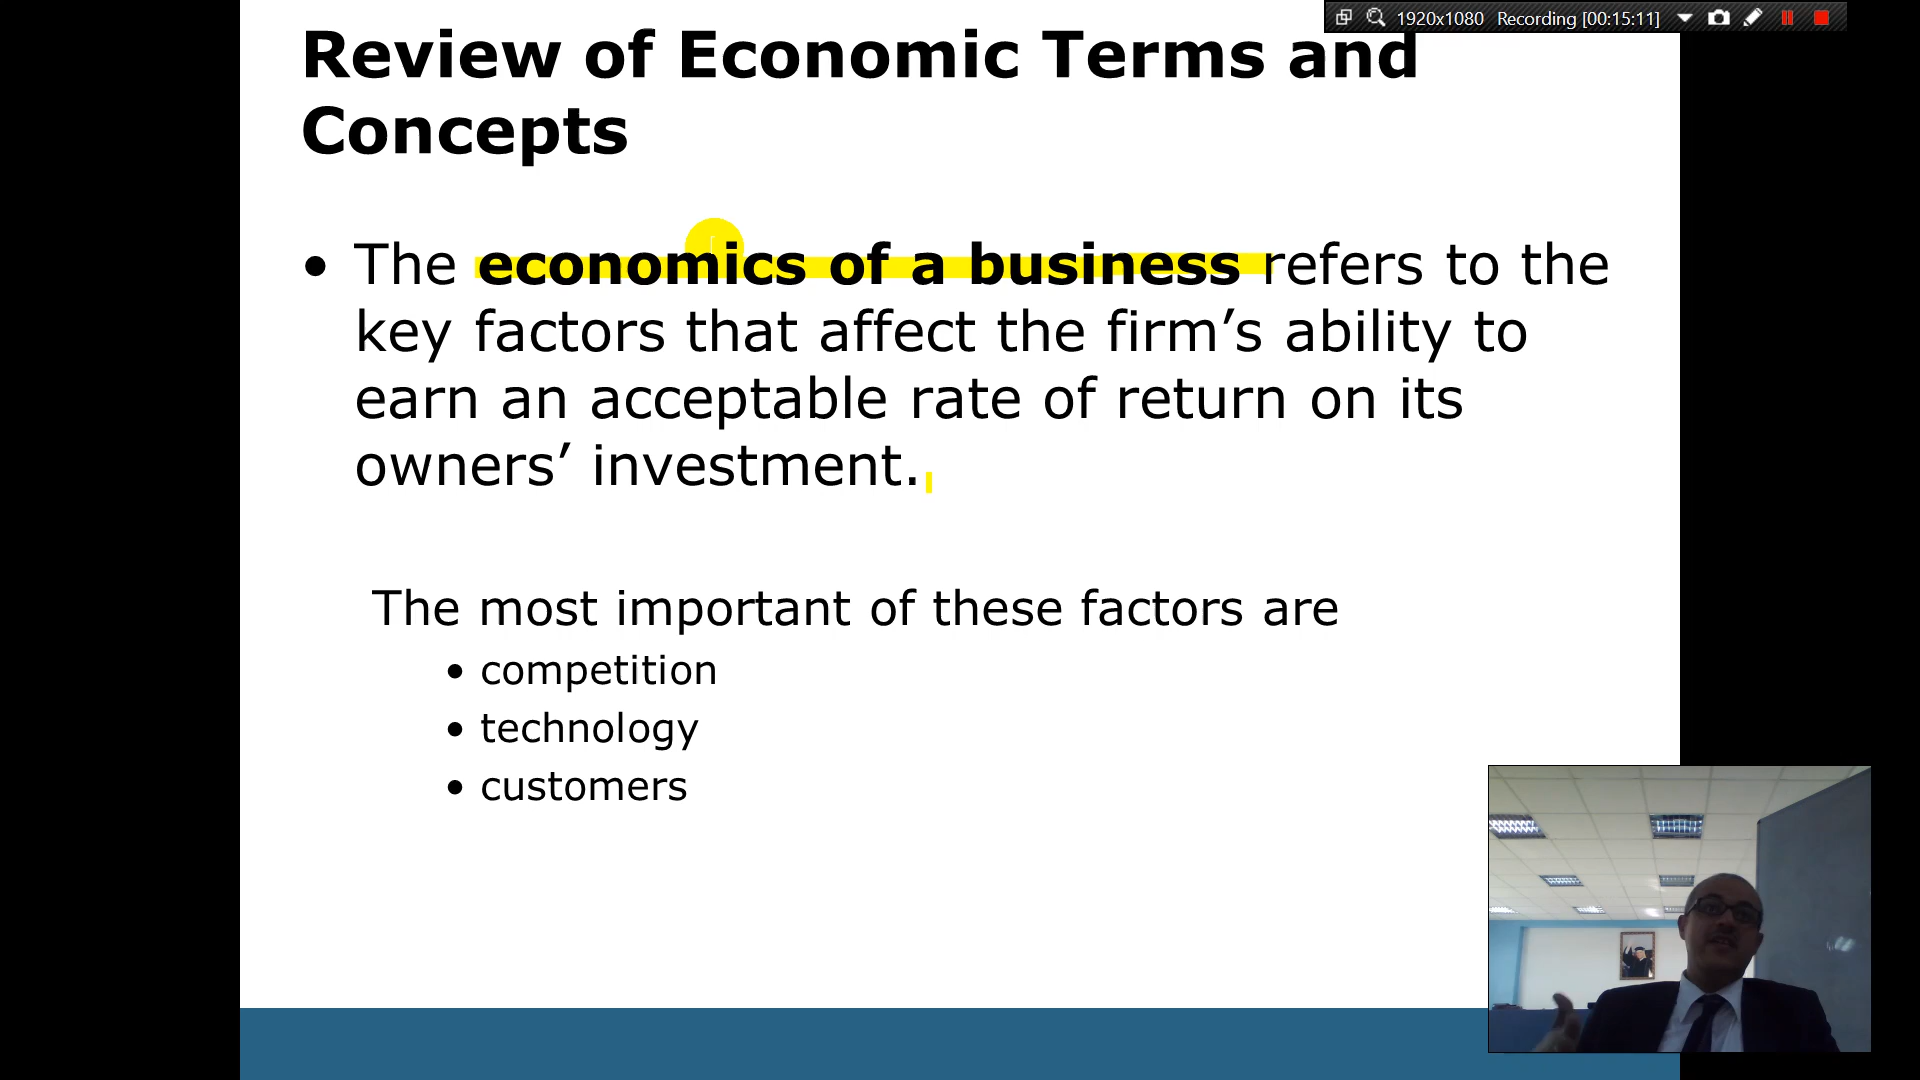 1920x1080 Recording [00:15:11]
Review of Economic Terms and
Concepts
• The economics of a business refers to the
key factors that affect the firm’s ability to
earn an acceptable rate of return on its
owners’ investment.
The most important of these factors are
• competition
• technology
• customers